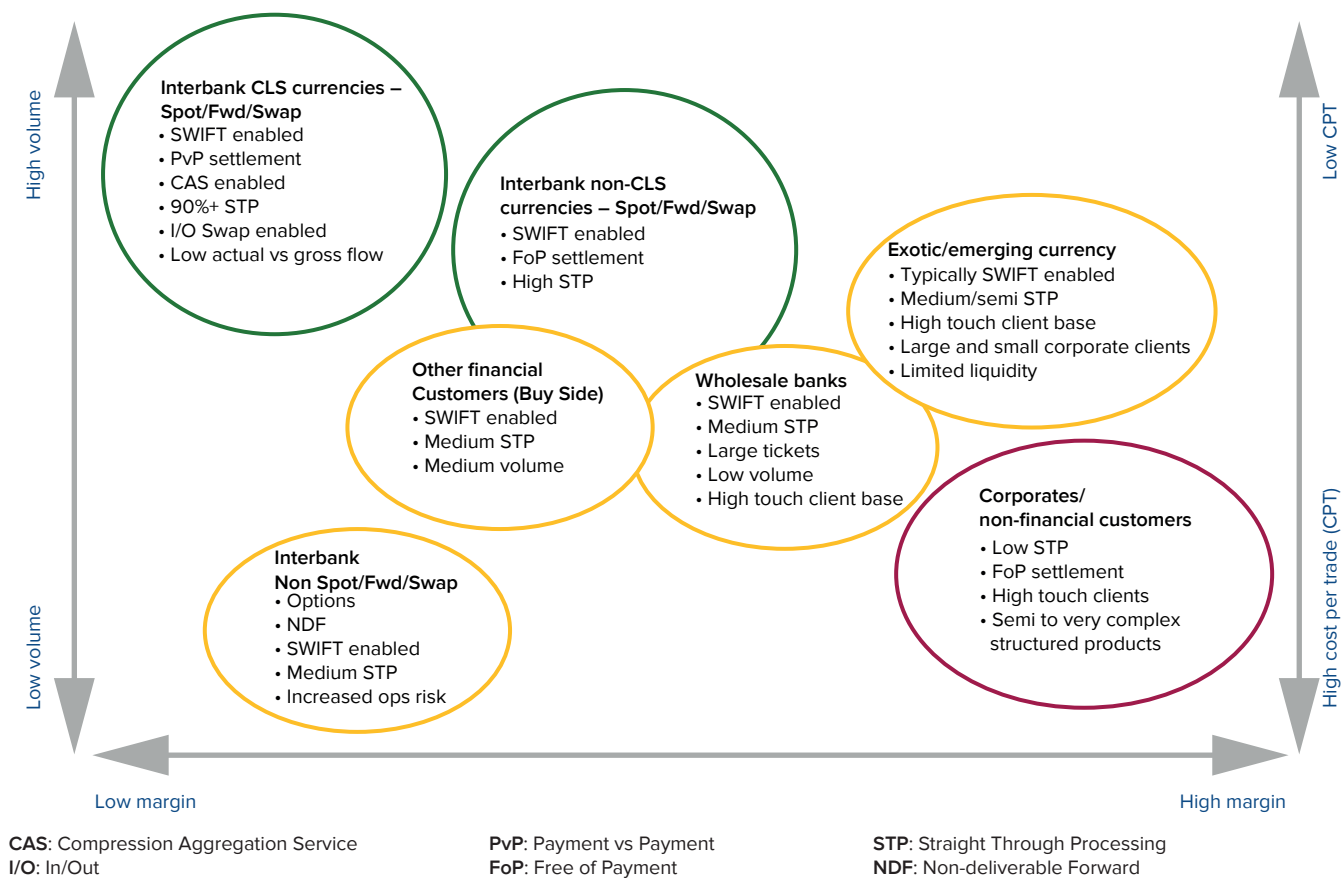 High volume
Low volume
Interbank CLS currencies –
Spot/Fwd/Swap
• SWIFT enabled
• PvP settlement
• CAS enabled
• 90%+ STP
• I/O Swap enabled
• Low actual vs gross flow
Interbank non-CLS
currencies – Spot/Fwd/Swap
• SWIFT enabled
• FoP settlement
• High STP
Exotic/emerging currency
• Typically SWIFT enabled
• Medium/semi STP
• High touch client base
• Large and small corporate clients
• Limited liquidity
Other financial
Customers (Buy Side)
• SWIFT enabled
• Medium STP
• Medium volume
Wholesale banks
• SWIFT enabled
• Medium STP
• Large tickets
• Low volume
• High touch client base
Corporates/
non-financial customers
• Low STP
• FoP settlement
• High touch clients
• Semi to very complex
structured products
Interbank
Non Spot/Fwd/Swap
• Options
• NDF
• SWIFT enabled
• Medium STP
• Increased ops risk
Low CPT
High cost per trade (CPT)
Low margin
High margin
CAS: Compression Aggregation Service
I/O: In/Out
PvP: Payment vs Payment
FoP: Free of Payment
STP: Straight Through Processing
NDF: Non-deliverable Forward